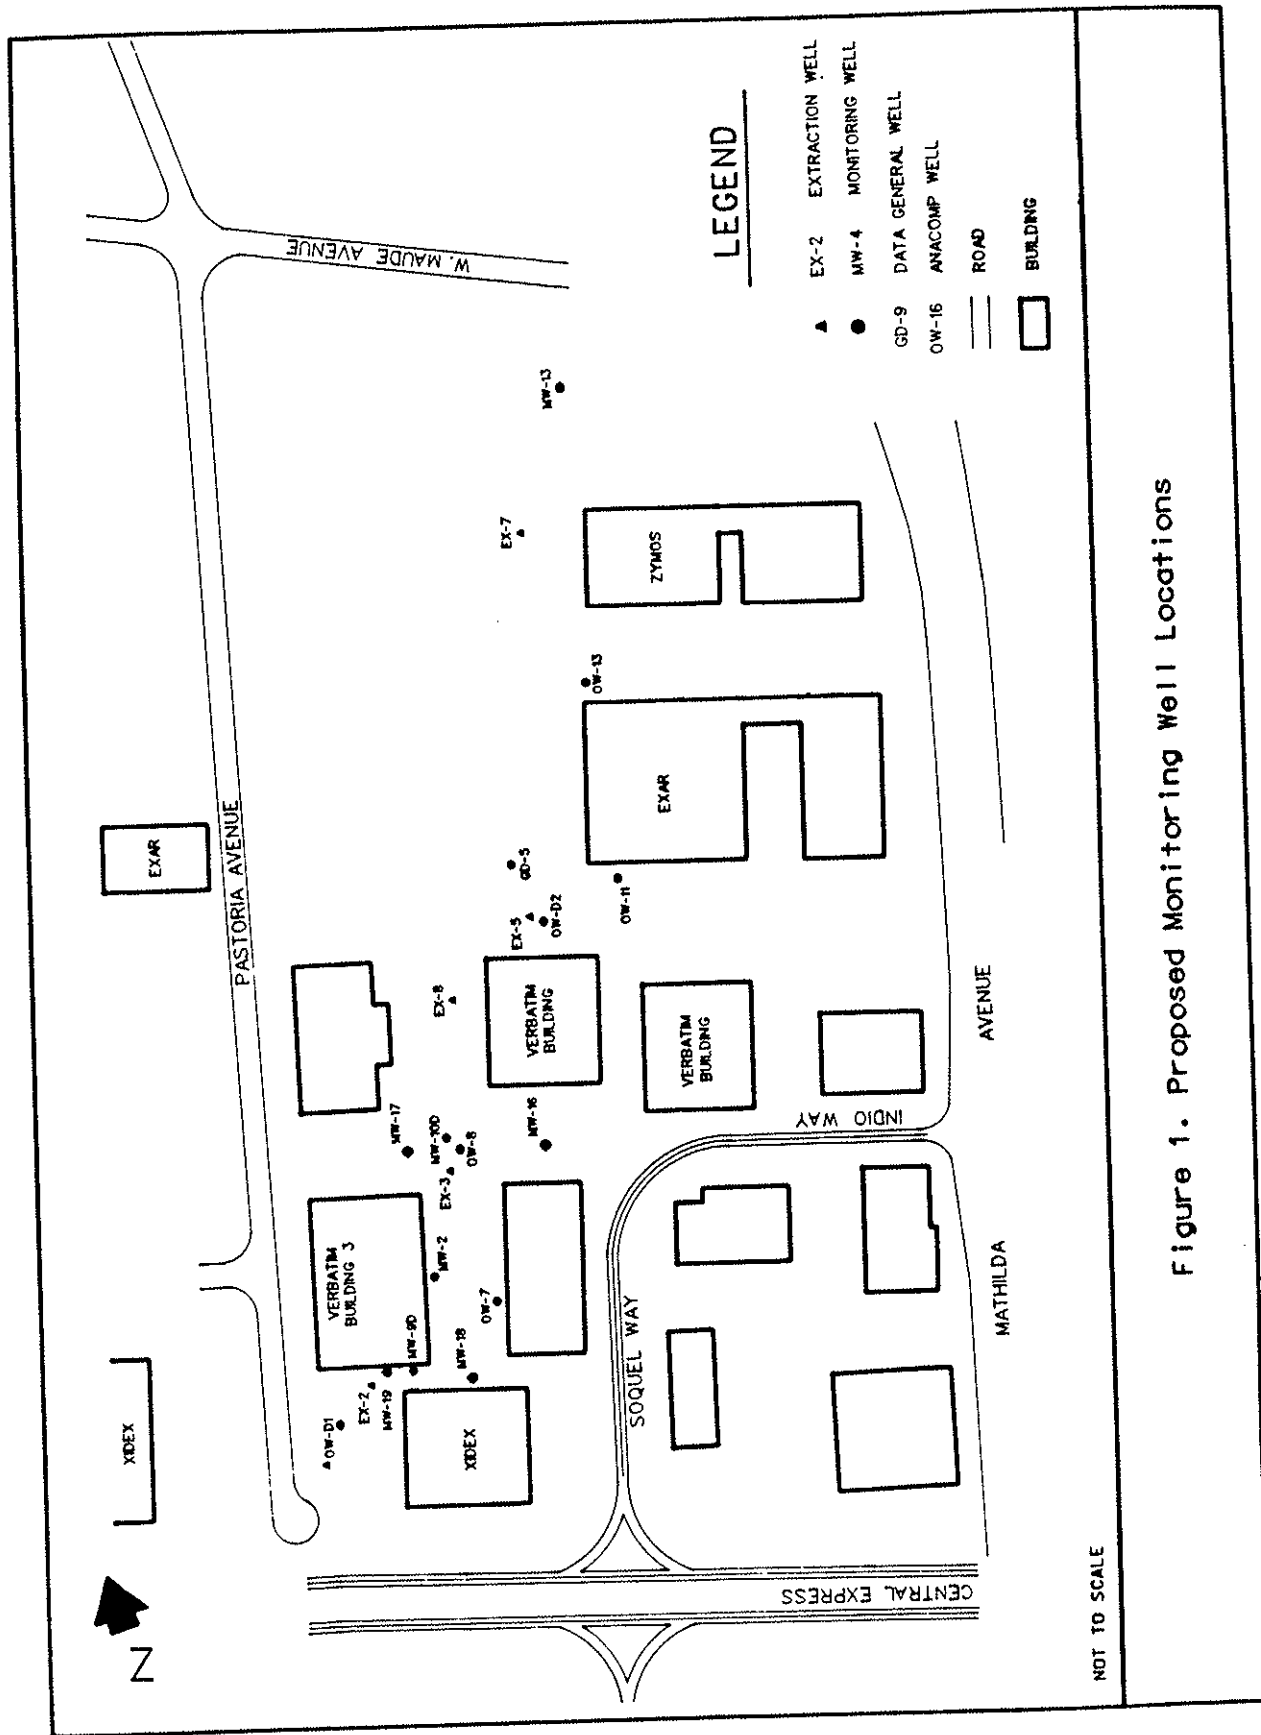 N
XIDEX
EXAR
PASTORIA AVENUE
W. MAUDE AVENUE
OW-D1
EX-2
MW-19
MW-9D
VERBATIM
BUILDING 3
MW-17
MW-2
MW-18
XIDEX
OW-7
EX-3
MW-10D
OW-8
MW-16
EX-8
VERBATIM
BUILDING
EX-5
OW-D2
GD-5
OW-11
VERBATIM
BUILDING
EXAR
OW-13
EX-7
ZYMOS
MW-13
SOQUEL WAY
INDIO WAY
CENTRAL EXPRESS
MATHILDA
AVENUE
LEGEND
EX-2 EXTRACTION WELL
MW-4 MONITORING WELL
GD-9 DATA GENERAL WELL
OW-16 ANACOMP WELL
ROAD
BUILDING
NOT TO SCALE
Figure 1. Proposed Monitoring Well Locations